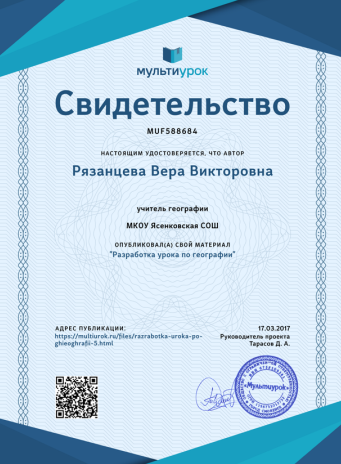 мультиурок
Свидетельство
MUF588684
НАСТОЯЩИМ УДОСТОВЕРЯЕТСЯ, ЧТО АВТОР
Рязанцева Вера Викторовна
учитель географии
МКОУ Ясенковская СОШ
ОПУБЛИКОВАЛ(А) СВОЙ МАТЕРИАЛ
"Разработка урока по географии"
АДРЕС ПУБЛИКАЦИИ:
https://multiurok.ru/files/razrabotka-uroka-po-
ghieoghrafii-5.html
17.03.2017
Руководитель проекта
Тарасов Д. А.
«Мультиурок»